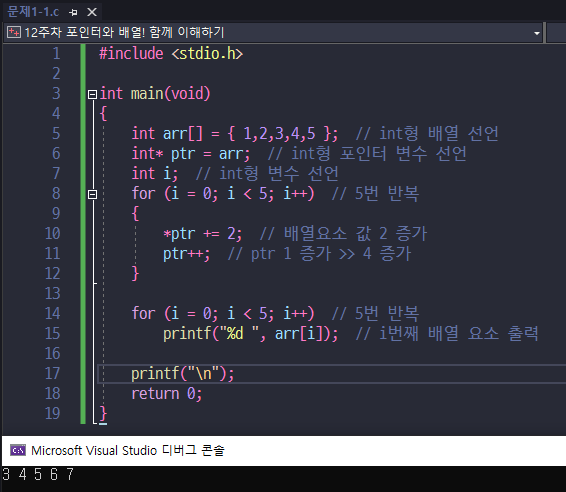 문제1-1.c
12주차 포인터와 배열! 함께 이해하기
1 #include <stdio.h>
2
3 int main(void)
4 {
5 int arr[] = { 1,2,3,4,5 };  // int형 배열 선언
6 int* ptr = arr;  // int형 포인터 변수 선언
7 int i;  // int형 변수 선언
8 for (i = 0; i < 5; i++)  // 5번 반복
9 {
10 *ptr += 2;  // 배열요소 값 2 증가
11 ptr++;  // ptr 1 증가 >> 4 증가
12 }
13
14 for (i = 0; i < 5; i++)  // 5번 반복
15 printf("%d ", arr[i]);  // i번째 배열 요소 출력
16
17 printf("\n");
18 return 0;
19 }
Microsoft Visual Studio 디버그 콘솔
3 4 5 6 7